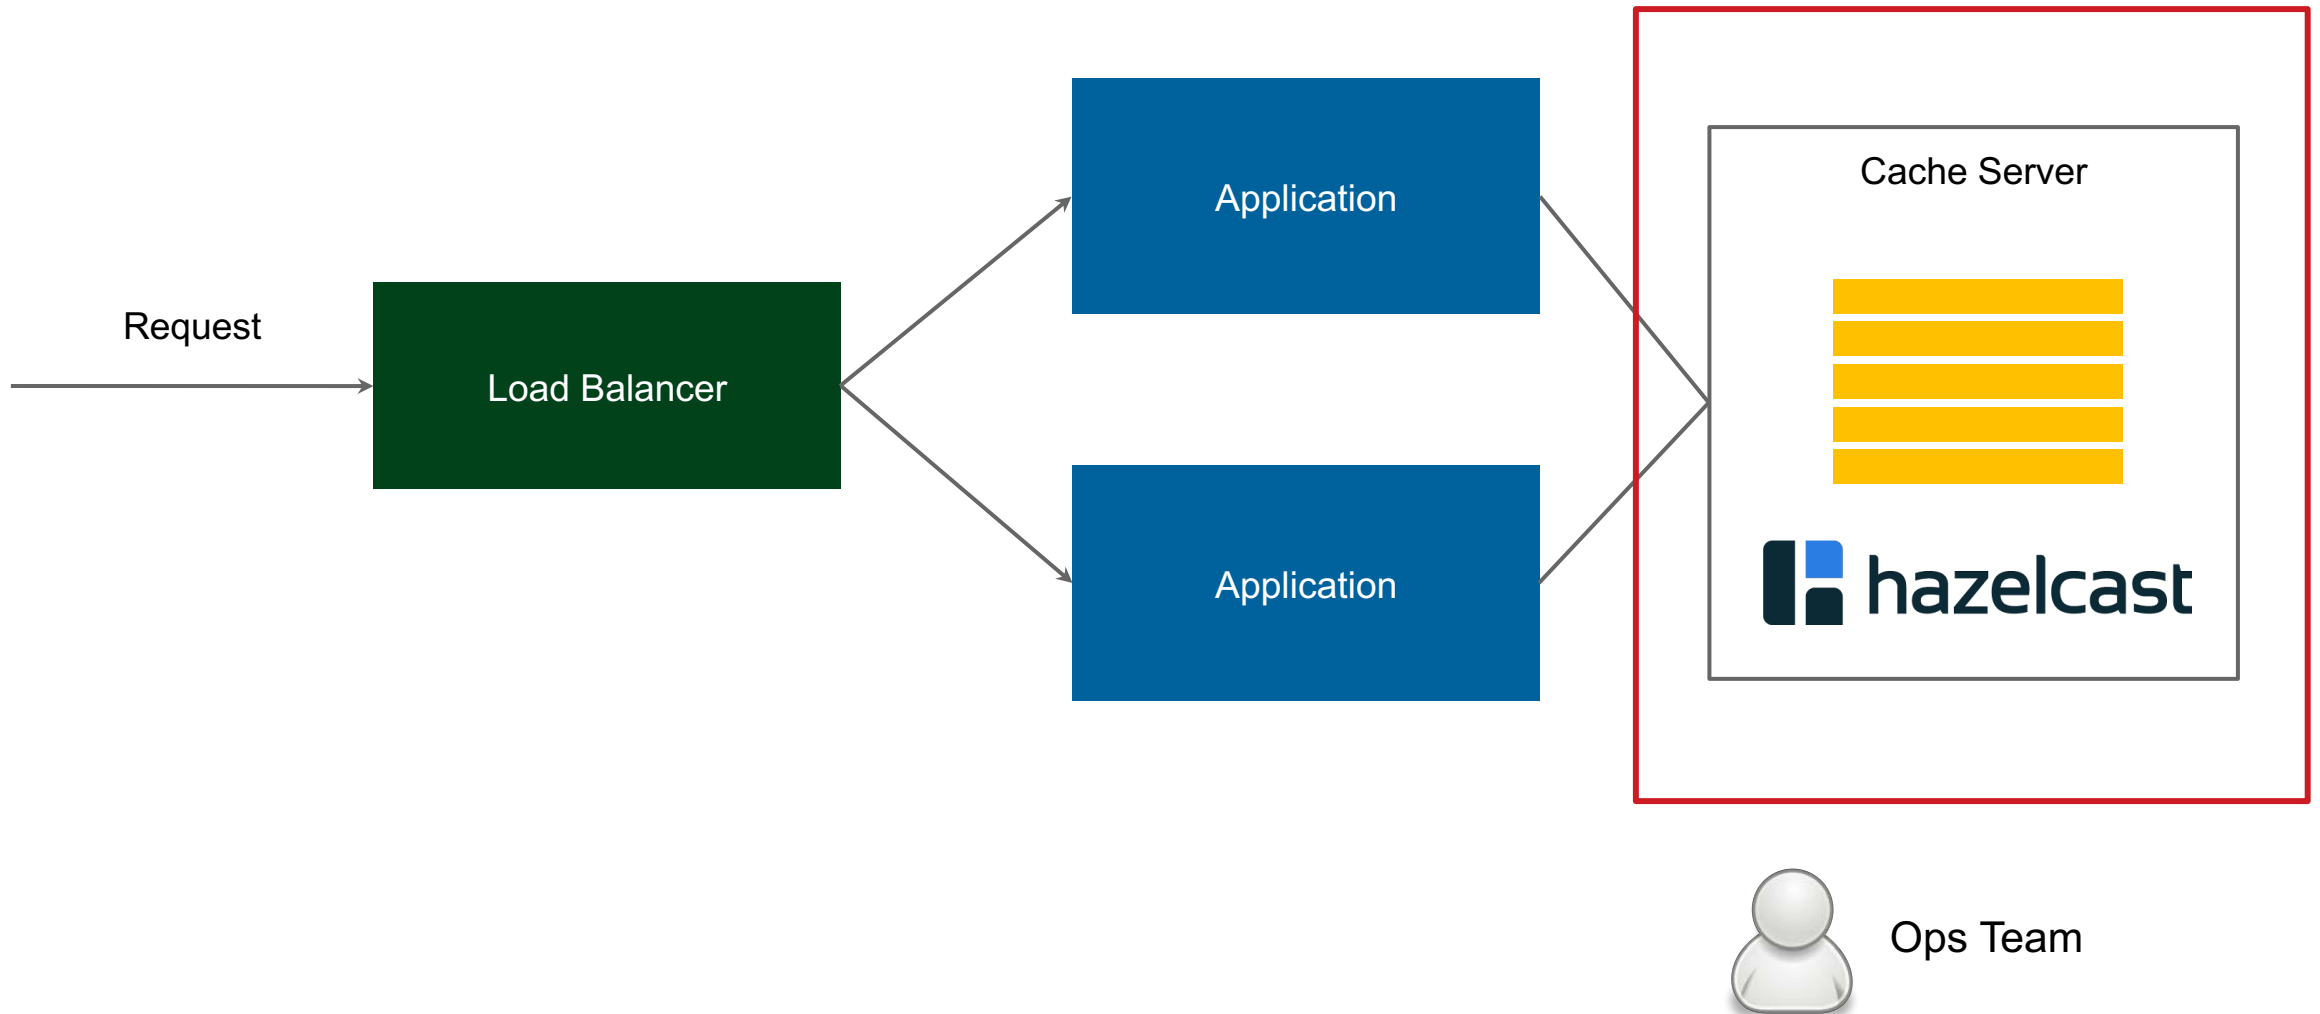 Request
Load Balancer
Application
Application
Cache Server
hazelcast
Ops Team